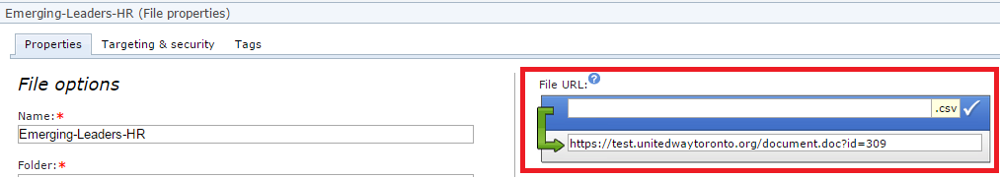 Emerging-Leaders-HR (File properties)
Properties Targeting & security Tags
File options
Name:*
Emerging-Leaders-HR
Folder:*
File URL: ?
.csv
https://test.unitedwaytoronto.org/document.doc?id=309